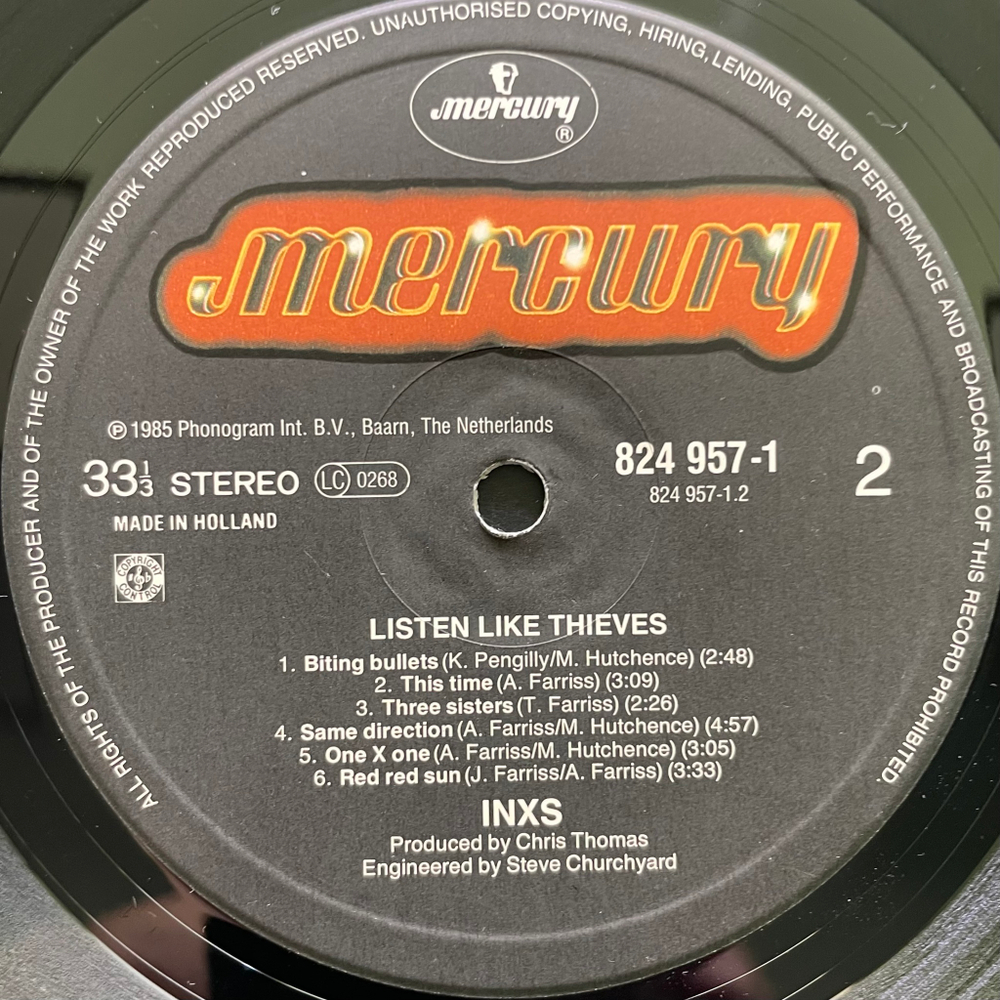 ALL RIGHTS OF THE PRODUCER AND OF THE OWNER OF THE WORK REPRODUCED RESERVED. UNAUTHORISED COPYING, HIRING, LENDING, PUBLIC PERFORMANCE AND BROADCASTING OF THIS RECORD PROHIBITED.
mercury
®
mercury
℗ 1985 Phonogram Int. B.V., Baarn, The Netherlands
33⅓ STEREO LC 0268
MADE IN HOLLAND
824 957-1
824 957-1.2
2
COPYRIGHT
CONTROL
LISTEN LIKE THIEVES
1. Biting bullets (K. Pengilly/M. Hutchence) (2:48)
2. This time (A. Farriss) (3:09)
3. Three sisters (T. Farriss) (2:26)
4. Same direction (A. Farriss/M. Hutchence) (4:57)
5. One X one (A. Farriss/M. Hutchence) (3:05)
6. Red red sun (J. Farriss/A. Farriss) (3:33)
INXS
Produced by Chris Thomas
Engineered by Steve Churchyard